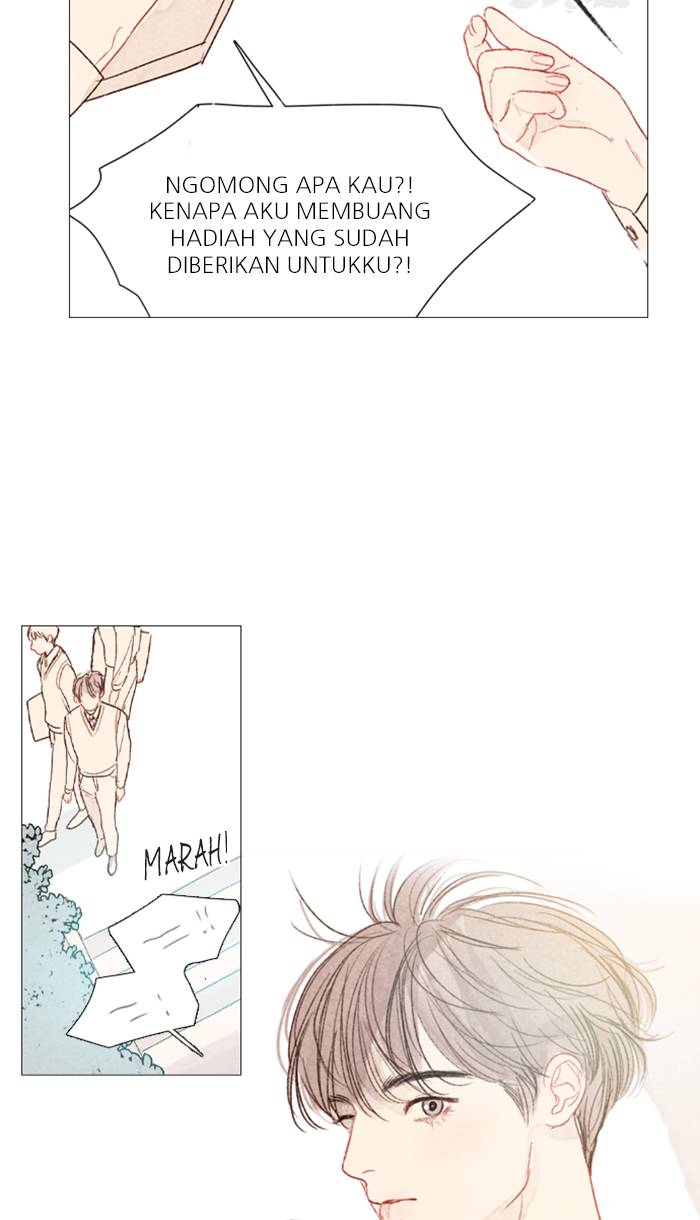 NGOMONG APA KAU?!
KENAPA AKU MEMBUANG
HADIAH YANG SUDAH
DIBERIKAN UNTUKKU?!
MARAH!